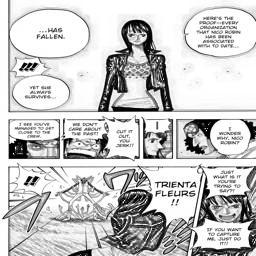 HERE'S THE
PROOF--EVERY
ORGANIZATION
THAT NICO ROBIN
HAS BEEN
ASSOCIATED
WITH TO DATE...
...HAS
FALLEN.
YET SHE
ALWAYS
SURVIVES...
WONDER
WHY, NICO
ROBIN?
CUT IT
OUT,
YOU
JERK!!
WE DON'T
CARE ABOUT
THE PAST!
I SEE YOU'VE
MANAGED TO GET
CLOSE TO THE
CREW.
JUST
WHAT IS IT
YOU'RE
TRYING TO
SAY?!
IF YOU WANT
TO CAPTURE
ME, JUST DO
IT!!
TRIENTA
FLEURS
!!